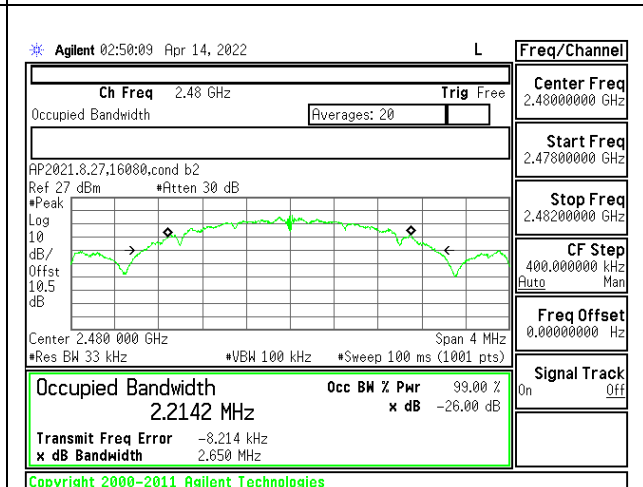 Agilent 02:50:09 Apr 14, 2022 L Freq/Channel
Ch Freq 2.48 GHz Trig Free
Occupied Bandwidth Averages: 20
AP2021.8.27,16080,cond b2
Ref 27 dBm #Atten 30 dB
#Peak
Log
10
dB/
Offst
10.5
dB
Center 2.480 000 GHz Span 4 MHz
#Res BW 33 kHz #VBW 100 kHz #Sweep 100 ms (1001 pts)
Occupied Bandwidth Occ BW % Pwr 99.00 %
2.2142 MHz x dB -26.00 dB
Transmit Freq Error -8.214 kHz
x dB Bandwidth 2.650 MHz
Copyright 2000-2011 Agilent Technologies
Center Freq
2.48000000 GHz
Start Freq
2.47800000 GHz
Stop Freq
2.48200000 GHz
CF Step
400.000000 kHz
Auto Man
Freq Offset
0.00000000 Hz
Signal Track
On Off